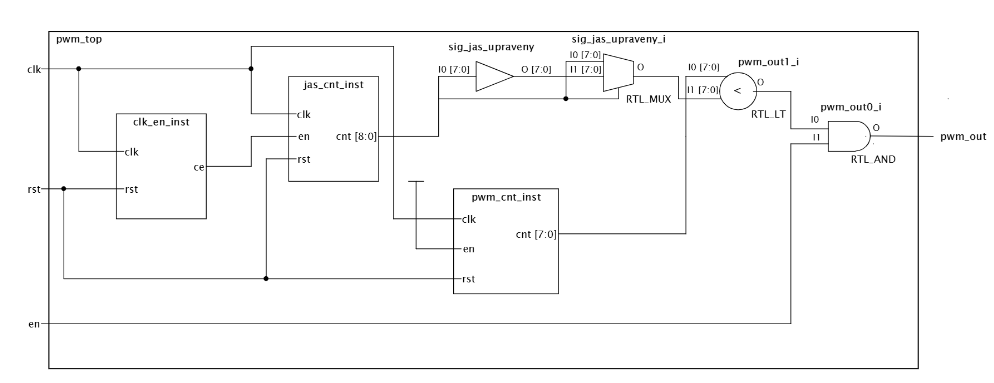 pwm_top
sig_jas_upraveny
sig_jas_upraveny_i
I0 [7:0]
O
I0 [7:0]
O [7:0]
I1 [7:0]
RTL_MUX
pwm_out1_i
I0 [7:0]
O
I1 [7:0]
<
RTL_LT
pwm_out0_i
I0
O
I1
RTL_AND
pwm_out
clk
jas_cnt_inst
clk
en
cnt [8:0]
rst
clk_en_inst
clk
ce
rst
rst
pwm_cnt_inst
clk
cnt [7:0]
en
rst
en